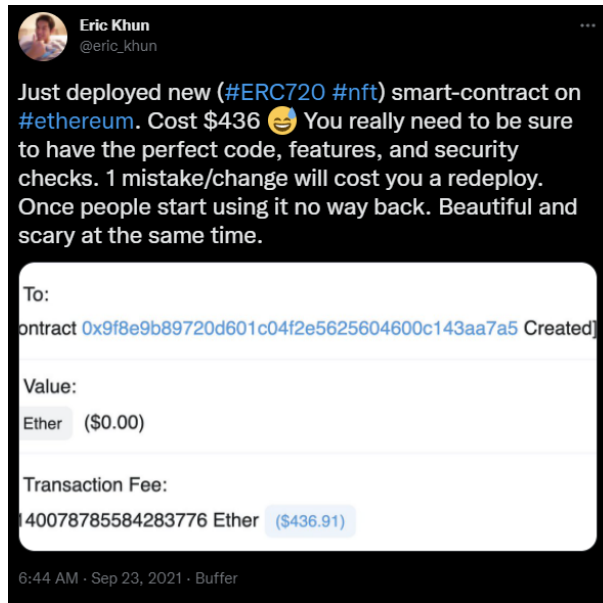 Eric Khun
@eric_khun
Just deployed new (#ERC720 #nft) smart-contract on
#ethereum. Cost $436 😅 You really need to be sure
to have the perfect code, features, and security
checks. 1 mistake/change will cost you a redeploy.
Once people start using it no way back. Beautiful and
scary at the same time.
To:
ontract 0x9f8e9b89720d601c04f2e5625604600c143aa7a5 Created]
Value:
Ether ($0.00)
Transaction Fee:
140078785584283776 Ether ($436.91)
6:44 AM · Sep 23, 2021 · Buffer